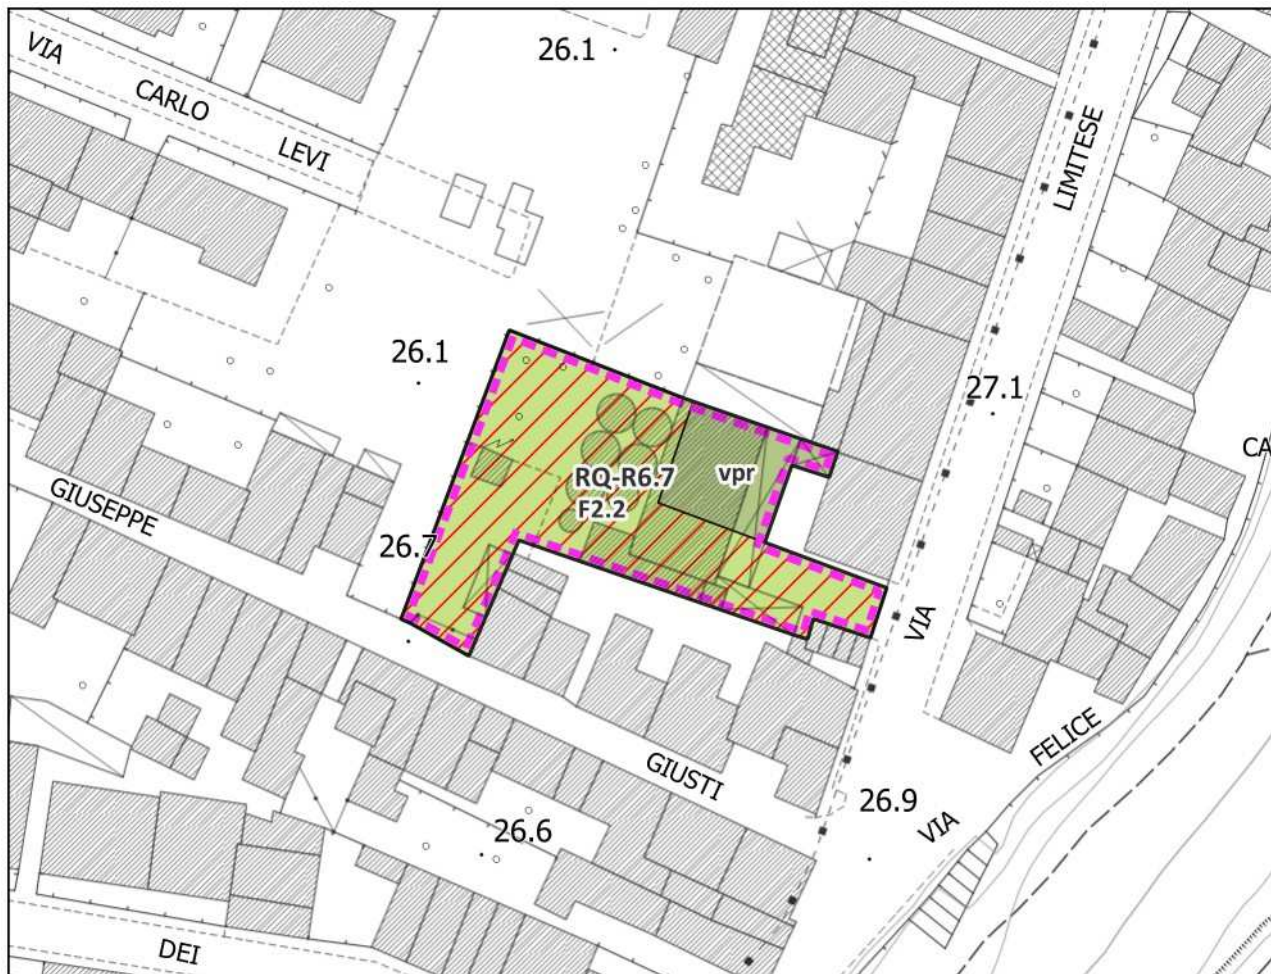 VIA
CARLO
LEVI
26.1
LIMITESE
26.1
27.1
CA
RQ-R6.7
vpr
F2.2
GIUSEPPE
26.7
VIA
FELICE
GIUSTI
26.9
VIA
26.6
DEI